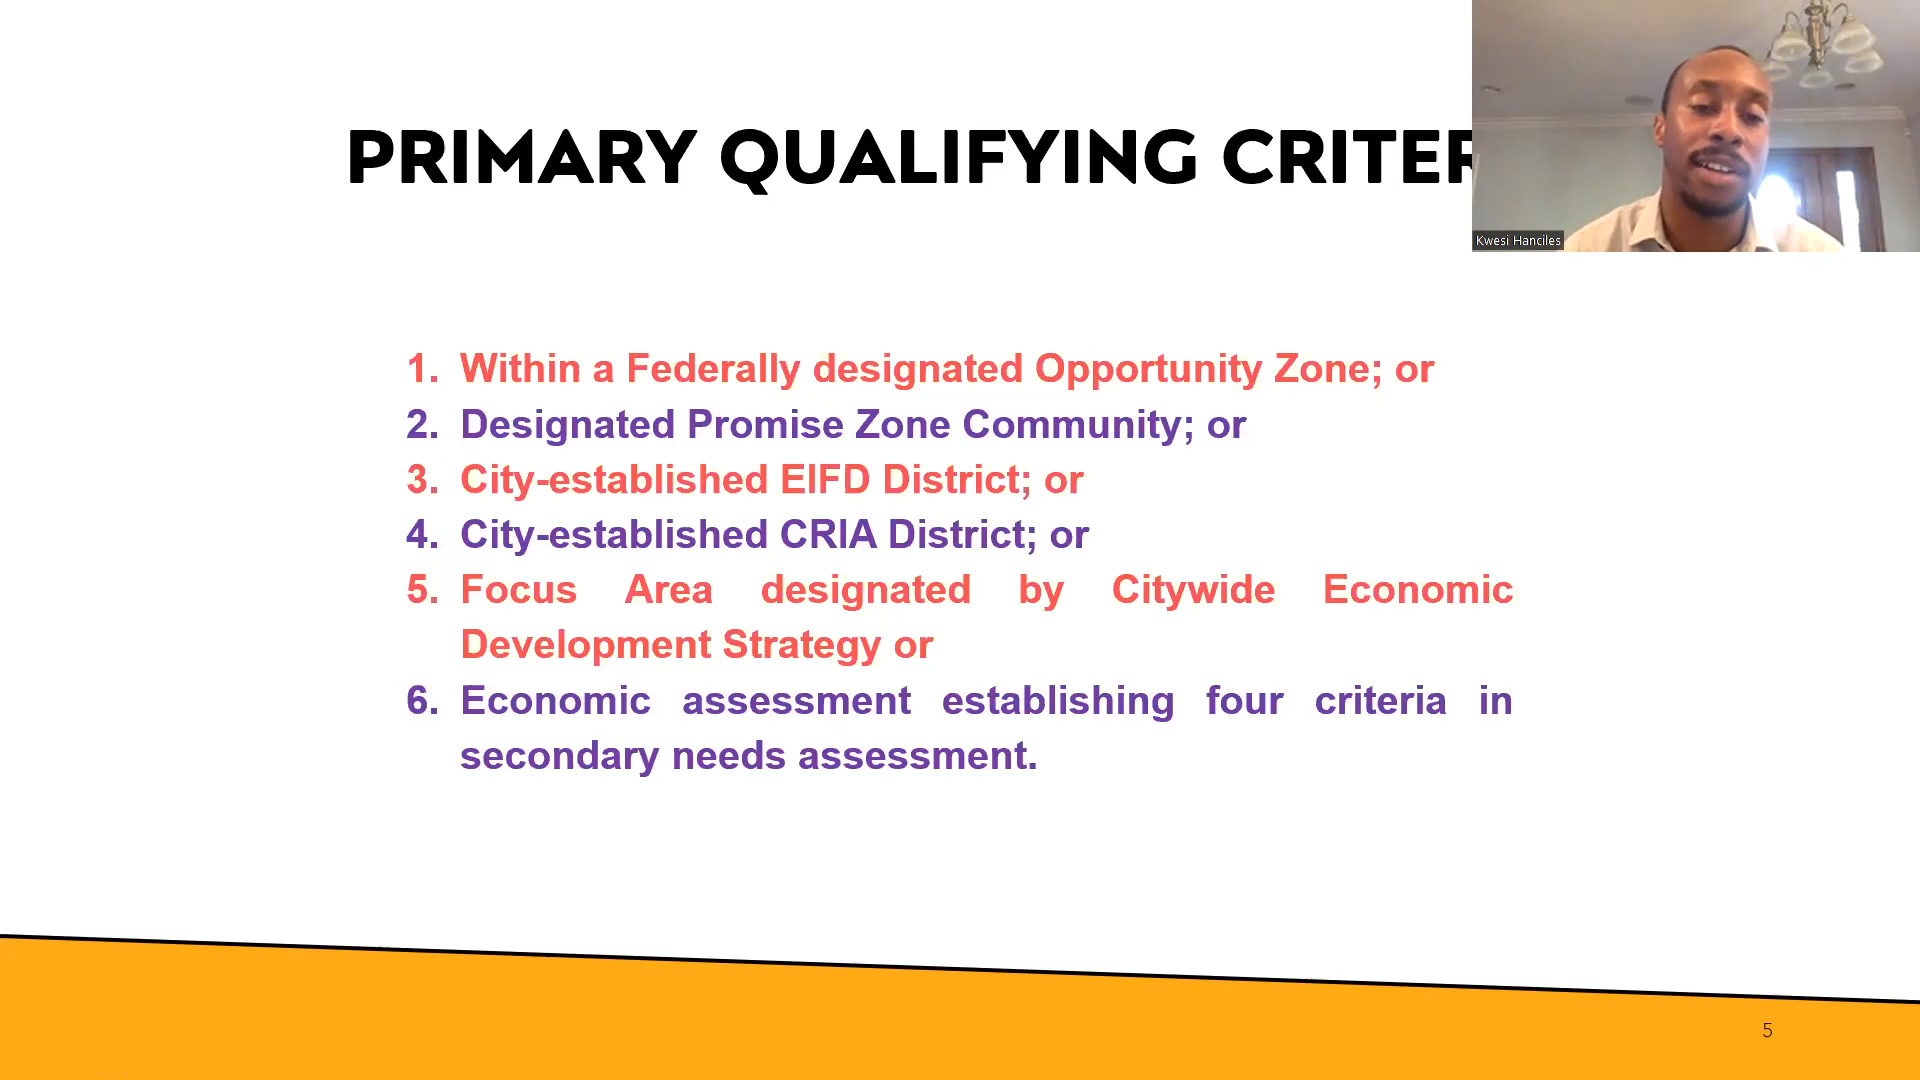 PRIMARY QUALIFYING CRITER
Kwesi Hanciles
1. Within a Federally designated Opportunity Zone; or
2. Designated Promise Zone Community; or
3. City-established EIFD District; or
4. City-established CRIA District; or
5. Focus Area designated by Citywide Economic
Development Strategy or
6. Economic assessment establishing four criteria in
secondary needs assessment.
5